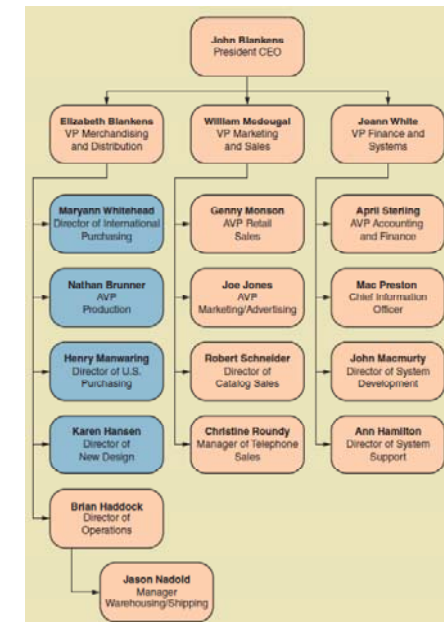 John Blankens
President CEO
Elizabeth Blankens
VP Merchandising
and Distribution
William Mcdougal
VP Marketing
and Sales
Joann White
VP Finance and
Systems
Maryann Whitehead
Director of International
Purchasing
Genny Monson
AVP Retail
Sales
April Sterling
AVP Accounting
and Finance
Nathan Brunner
AVP
Production
Joe Jones
AVP
Marketing/Advertising
Mac Preston
Chief Information
Officer
Henry Manwaring
Director of U.S.
Purchasing
Robert Schneider
Director of
Catalog Sales
John Macmurty
Director of System
Development
Karen Hansen
Director of
New Design
Christine Roundy
Manager of Telephone
Sales
Ann Hamilton
Director of System
Support
Brian Haddock
Director of
Operations
Jason Nadold
Manager
Warehousing/Shipping